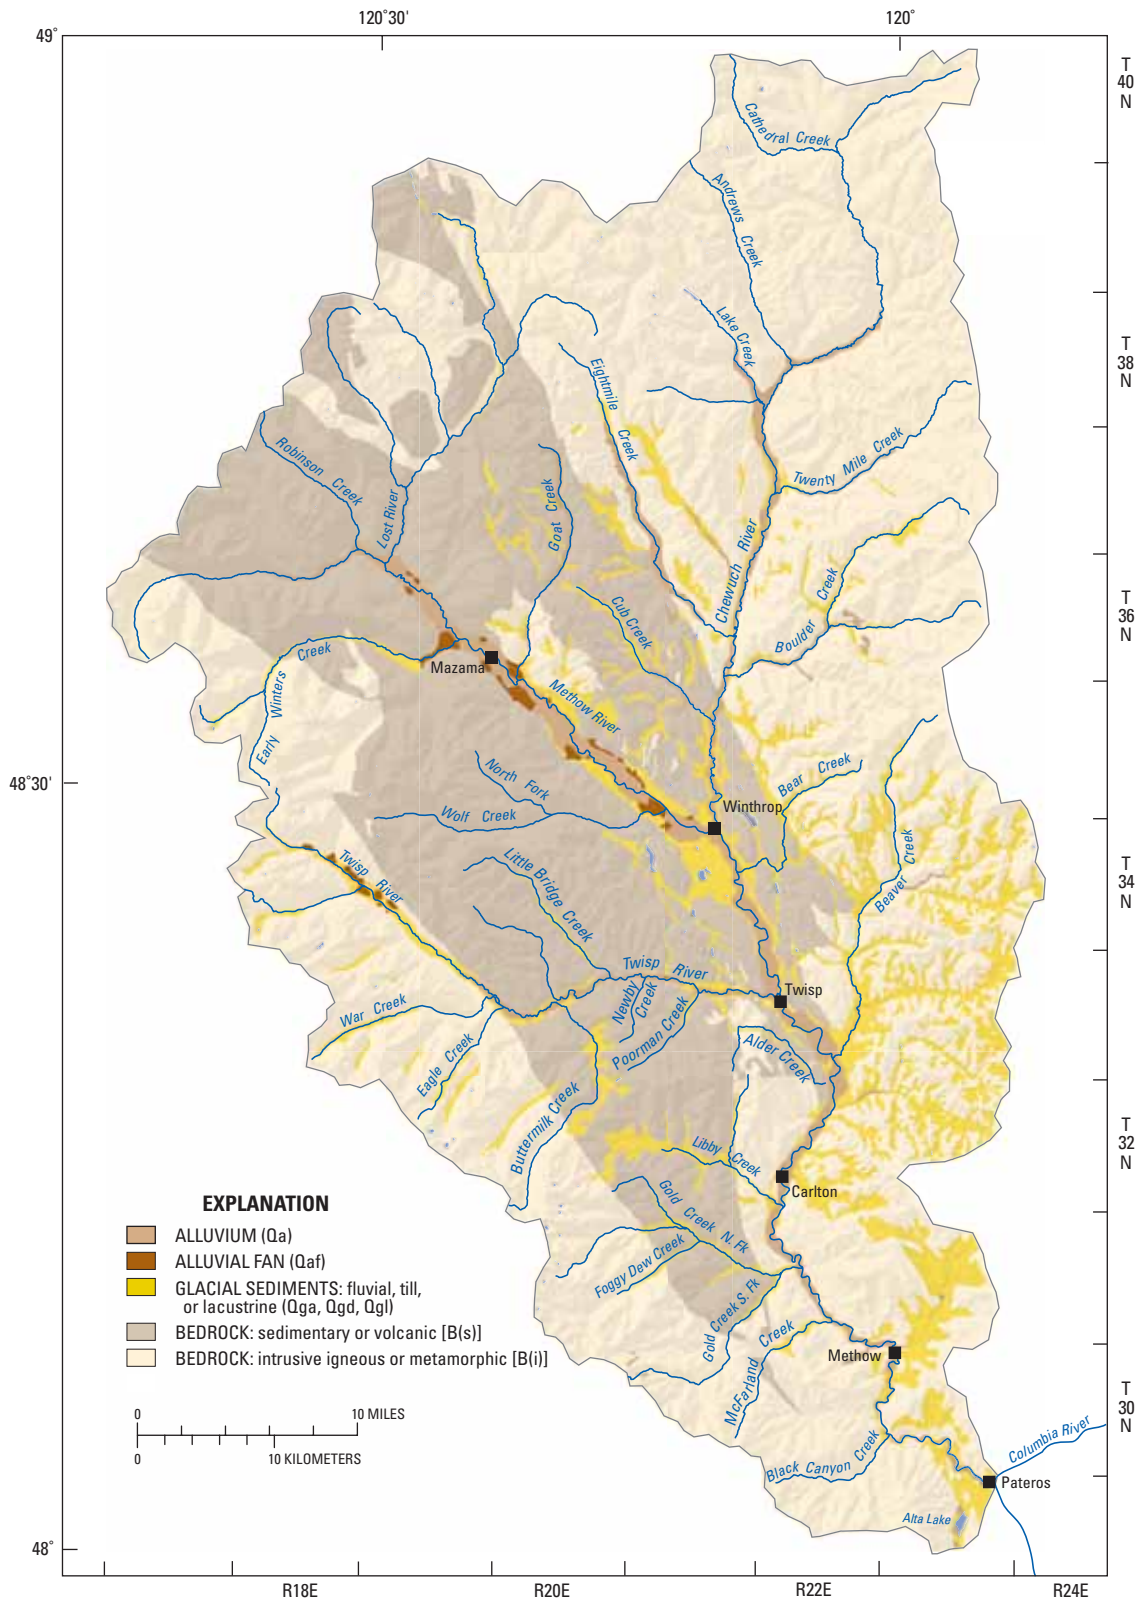 120°30'
120°
49°
T
40
N
Cathedral Creek
Andrews Creek
Lake Creek
T
38
N
Eightmile Creek
Twenty Mile Creek
Robinson Creek
Lost River
Goat Creek
Chewuch River
Boulder Creek
T
36
N
Cub Creek
Early Winters Creek
Mazama
Methow River
48°30'
North Fork
Wolf Creek
Bear Creek
Winthrop
Beaver Creek
T
34
N
Little Bridge Creek
Twisp River
Twisp River
Newby Creek
Poorman Creek
Twisp
Alder Creek
War Creek
Eagle Creek
Buttermilk Creek
T
32
N
Libby Creek
Carlton
Gold Creek N. Fk
Foggy Dew Creek
Gold Creek S. Fk
McFarland Creek
Methow
T
30
N
Black Canyon Creek
Columbia River
Pateros
Alta Lake
EXPLANATION
ALLUVIUM (Qa)
ALLUVIAL FAN (Qaf)
GLACIAL SEDIMENTS: fluvial, till,
or lacustrine (Qga, Qgd, Qgl)
BEDROCK: sedimentary or volcanic [B(s)]
BEDROCK: intrusive igneous or metamorphic [B(i)]
0 10 MILES
0 10 KILOMETERS
48°
R18E R20E R22E R24E